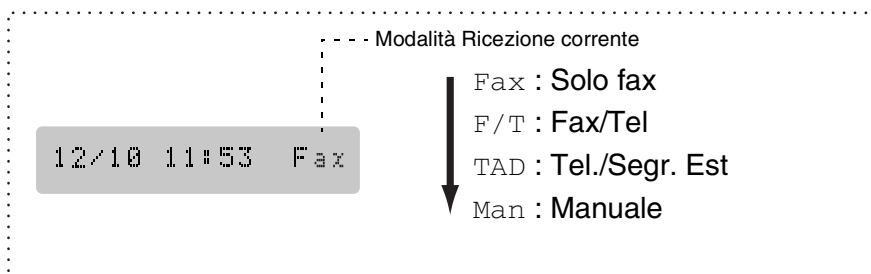 Modalità Ricezione corrente
12/10 11:53 Fax
Fax : Solo fax
F/T : Fax/Tel
TAD : Tel./Segr. Est
Man : Manuale